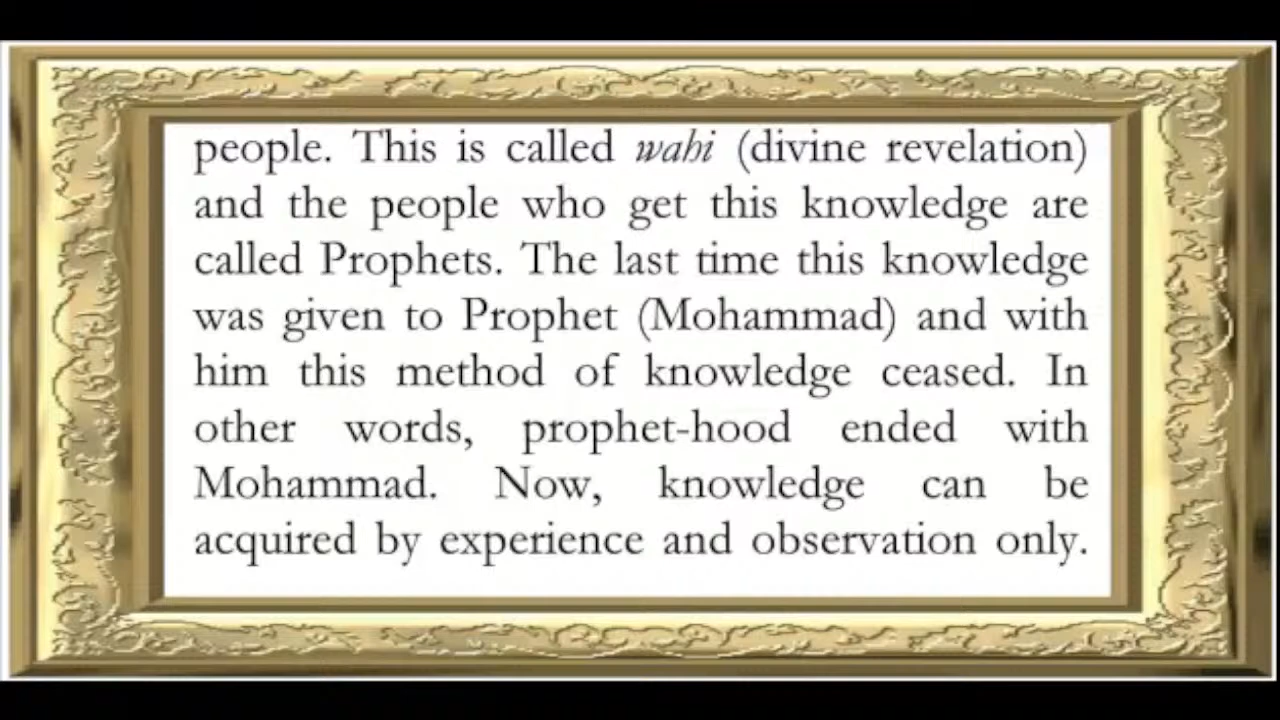 people. This is called wahi (divine revelation)
and the people who get this knowledge are
called Prophets. The last time this knowledge
was given to Prophet (Mohammad) and with
him this method of knowledge ceased. In
other words, prophet-hood ended with
Mohammad. Now, knowledge can be
acquired by experience and observation only.